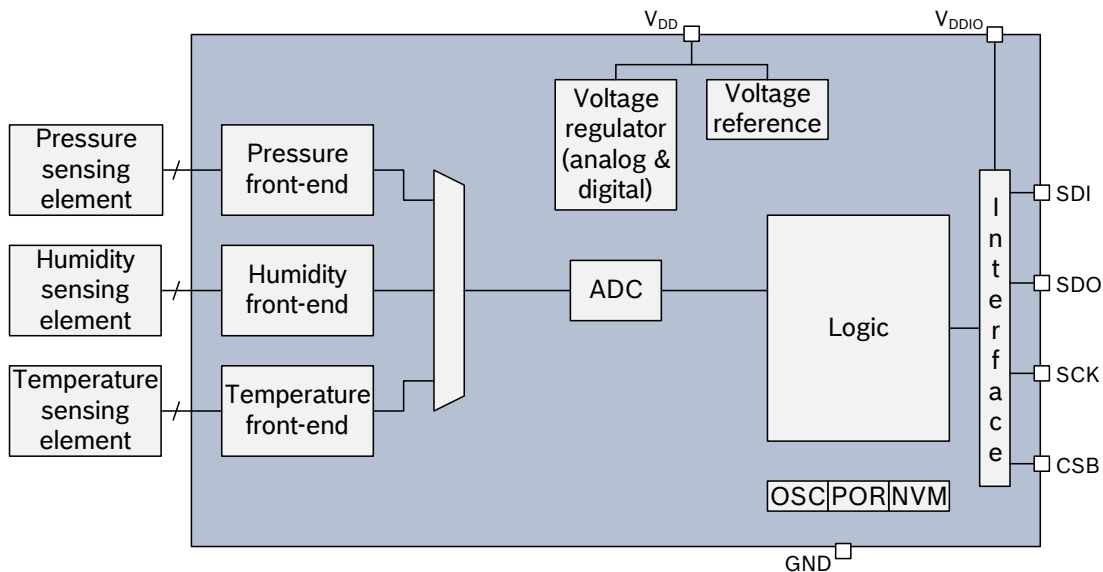 VDD
VDDIO
Voltage
regulator
(analog &
digital)
Voltage
reference
Pressure
sensing
element
Pressure
front-end
Humidity
sensing
element
Humidity
front-end
Temperature
sensing
element
Temperature
front-end
ADC
Logic
OSC POR NVM
Interface
SDI
SDO
SCK
CSB
GND